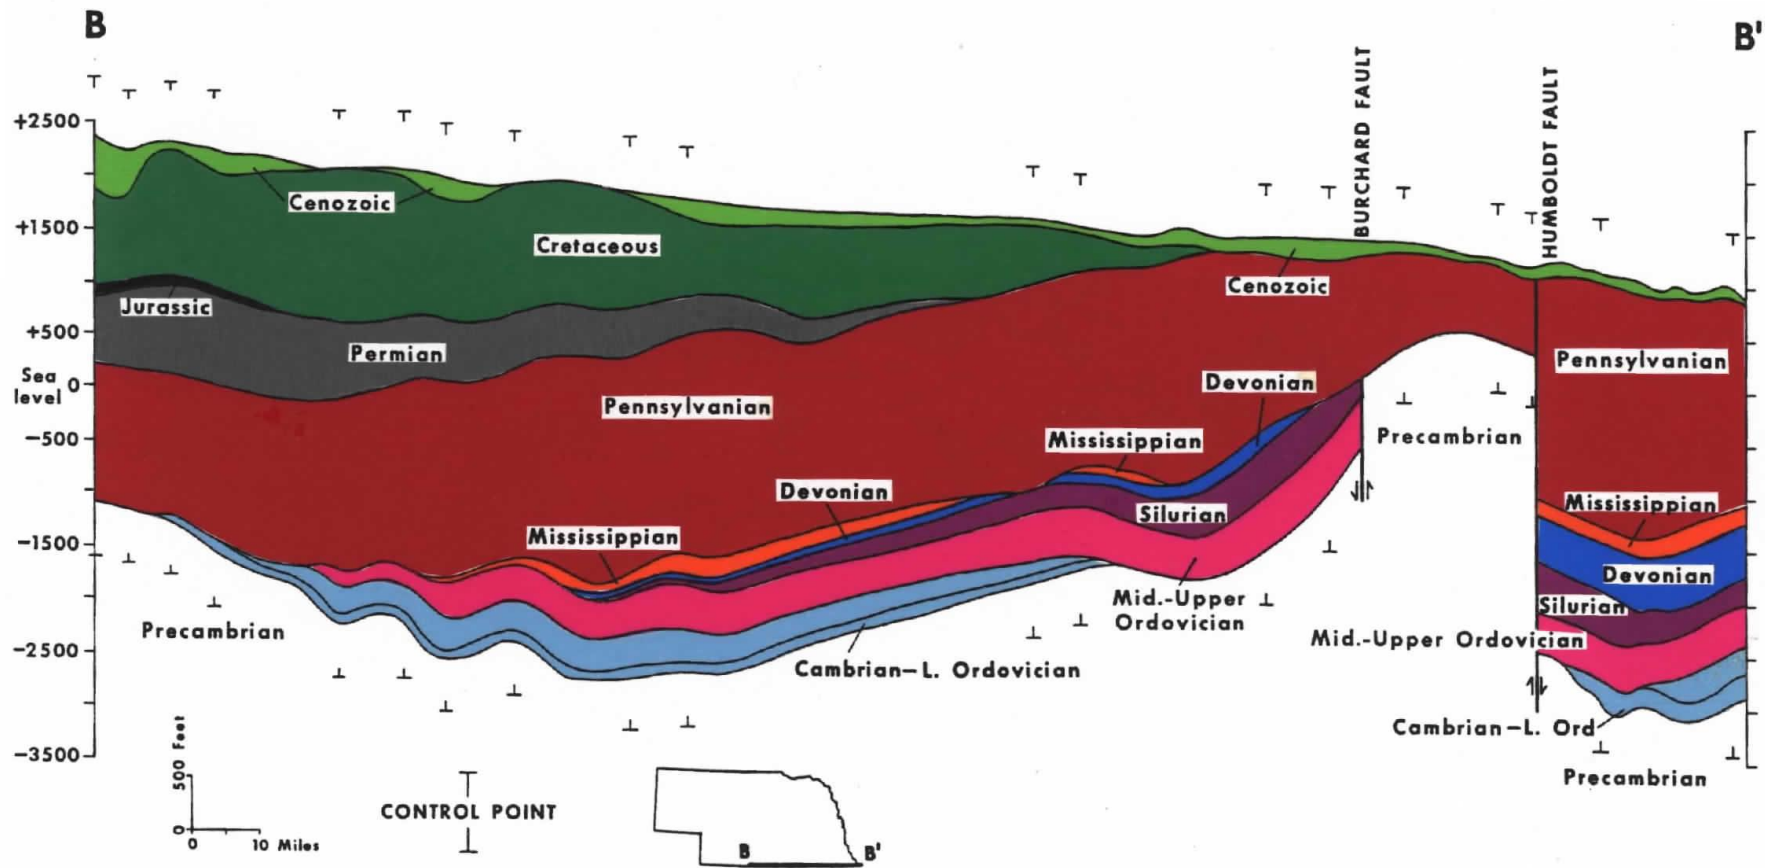 B
B'
BURCHARD FAULT
HUMBOLDT FAULT
+2500
+1500
+500
Sea
level
0
−500
−1500
−2500
−3500
Cenozoic
Cretaceous
Cenozoic
Jurassic
Permian
Pennsylvanian
Pennsylvanian
Devonian
Mississippian
Precambrian
Devonian
Silurian
Mississippian
Mississippian
Devonian
Silurian
Mid.-Upper
Ordovician
Mid.-Upper Ordovician
Precambrian
Cambrian–L. Ordovician
Cambrian–L. Ord
Precambrian
500 Feet
0
0 10 Miles
CONTROL POINT
B B'